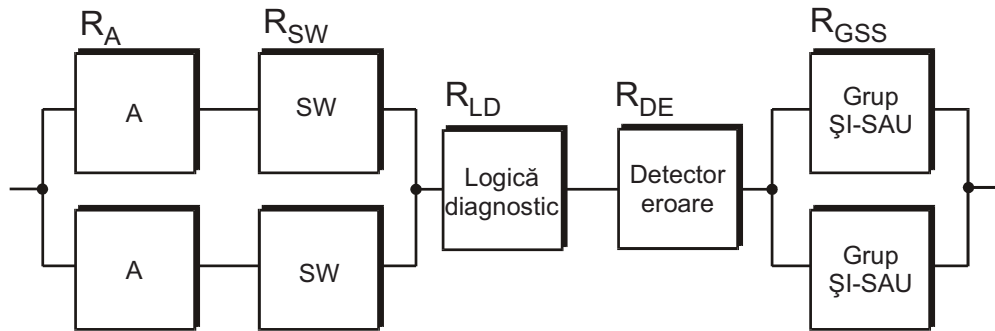 R_A
R_SW
R_GSS
A
SW
R_LD
R_DE
Grup
ŞI-SAU
Logică
diagnostic
Detector
eroare
A
SW
Grup
ŞI-SAU